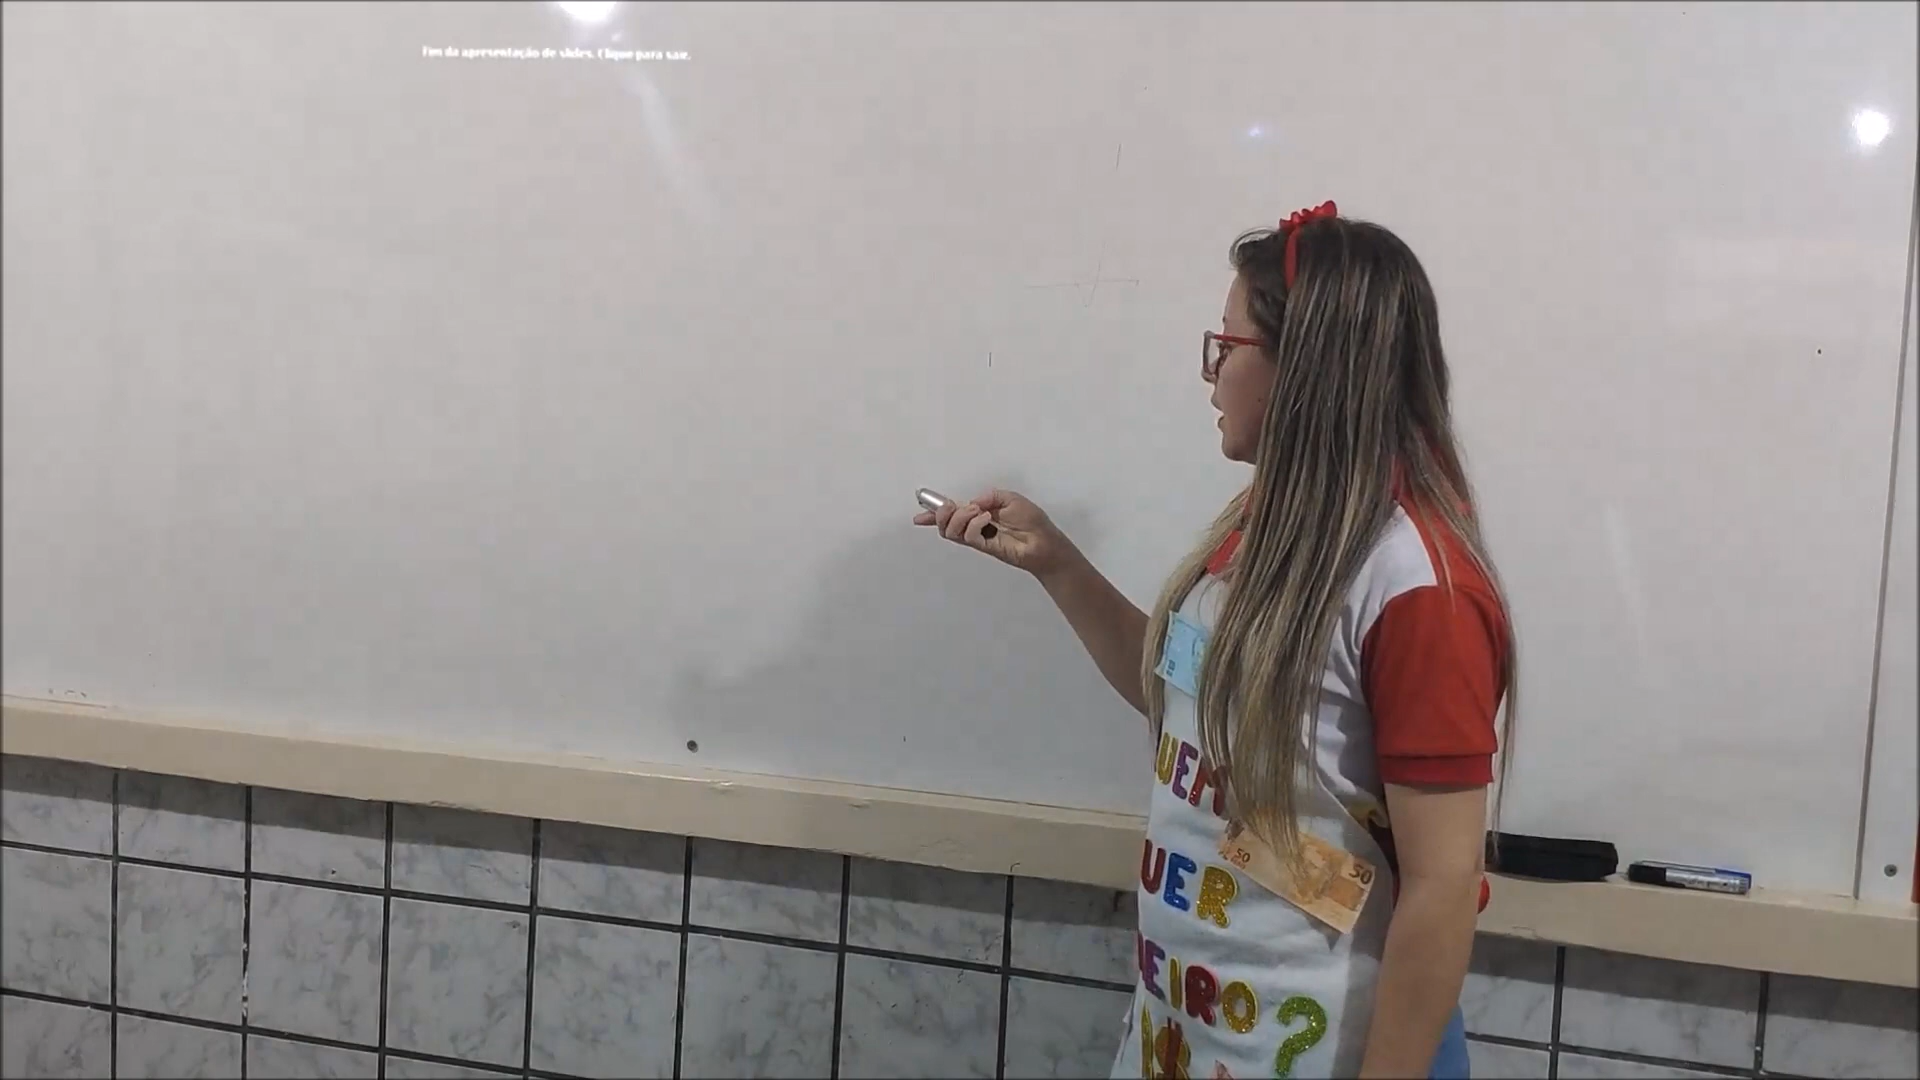 Fim da apresentação de slides. Clique para sair.
UEM
UER
EIRO?
$
50
50